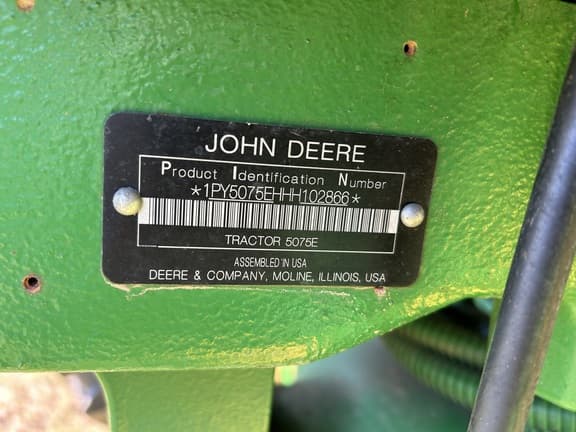 JOHN DEERE
Product Identification Number
*1PY5075EHHH102866*
TRACTOR 5075E
ASSEMBLED IN USA
DEERE & COMPANY, MOLINE, ILLINOIS, USA